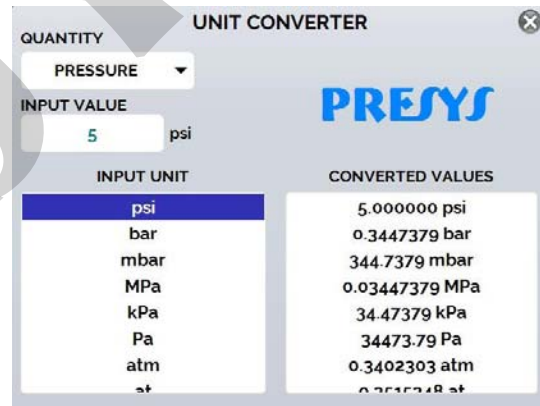 UNIT CONVERTER
QUANTITY
PRESSURE
INPUT VALUE
5 psi
PRESYS
INPUT UNIT
psi
bar
mbar
MPa
kPa
Pa
atm
at
CONVERTED VALUES
5.000000 psi
0.3447379 bar
344.7379 mbar
0.03447379 MPa
34.47379 kPa
34473.79 Pa
0.3402303 atm
at